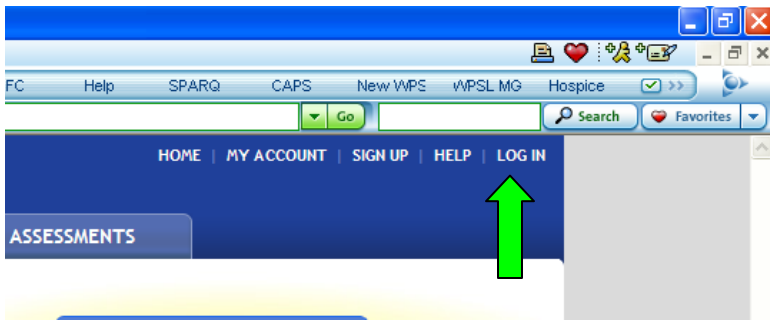 FC Help SPARQ CAPS New WPS WPSL MG Hospice
Go Search Favorites
HOME | MY ACCOUNT | SIGN UP | HELP | LOG IN
ASSESSMENTS